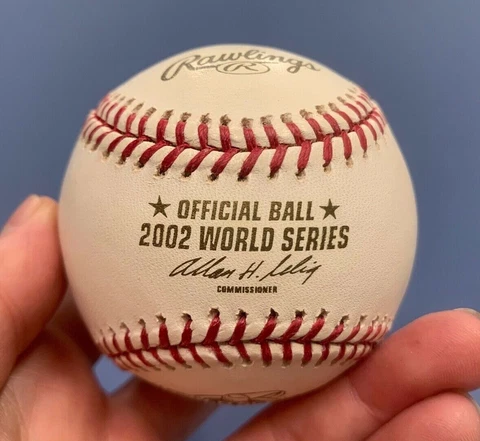 Rawlings
R
★ OFFICIAL BALL ★
2002 WORLD SERIES
Allan H. Selig
COMMISSIONER